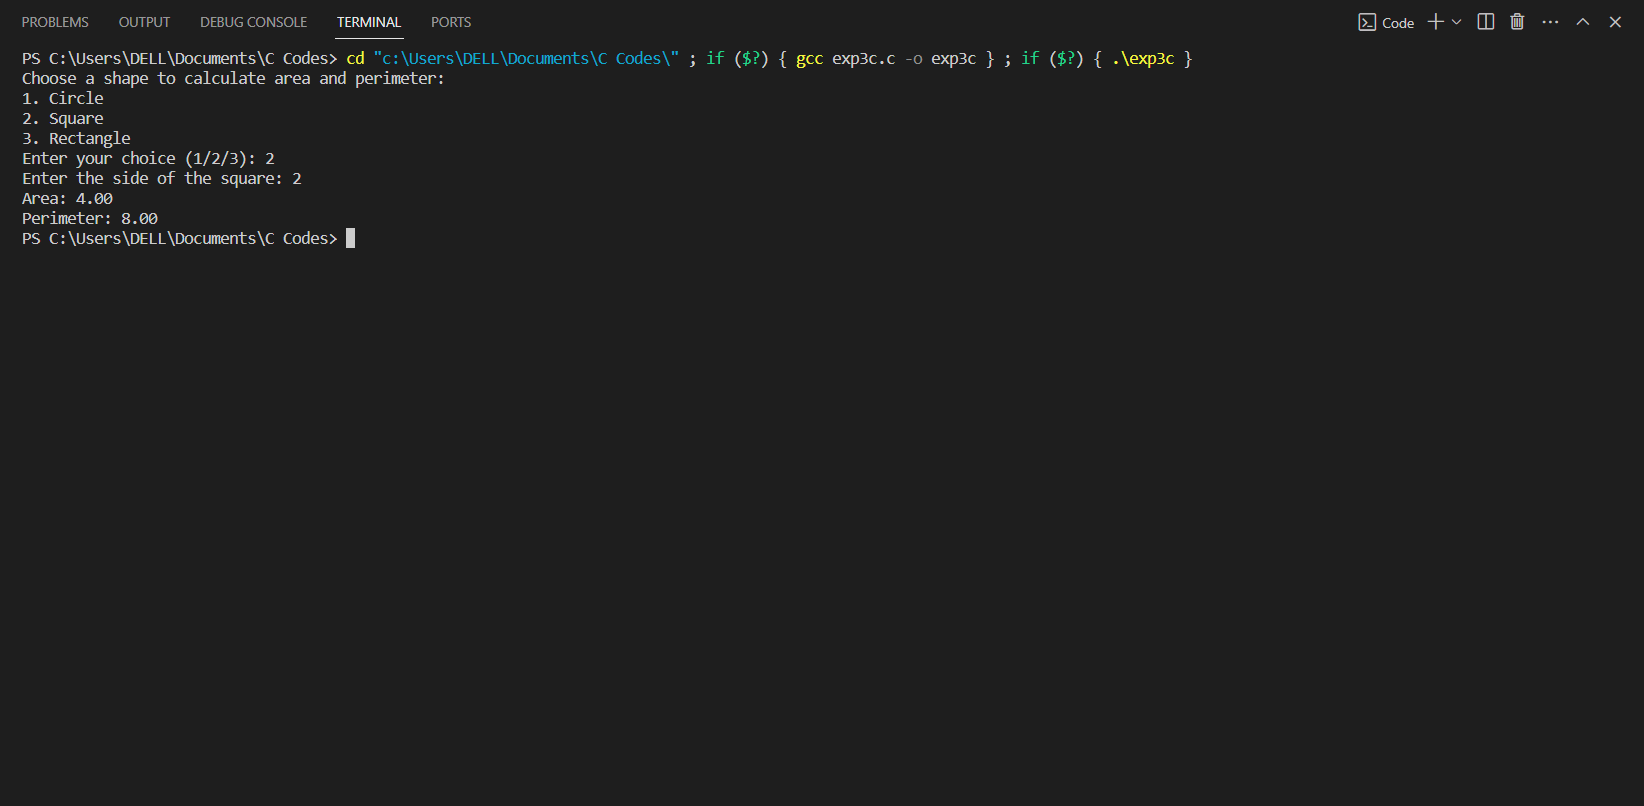 PROBLEMS OUTPUT DEBUG CONSOLE TERMINAL PORTS Code
PS C:\Users\DELL\Documents\C Codes> cd "c:\Users\DELL\Documents\C Codes\" ; if ($?) { gcc exp3c.c -o exp3c } ; if ($?) { .\exp3c }
Choose a shape to calculate area and perimeter:
1. Circle
2. Square
3. Rectangle
Enter your choice (1/2/3): 2
Enter the side of the square: 2
Area: 4.00
Perimeter: 8.00
PS C:\Users\DELL\Documents\C Codes>